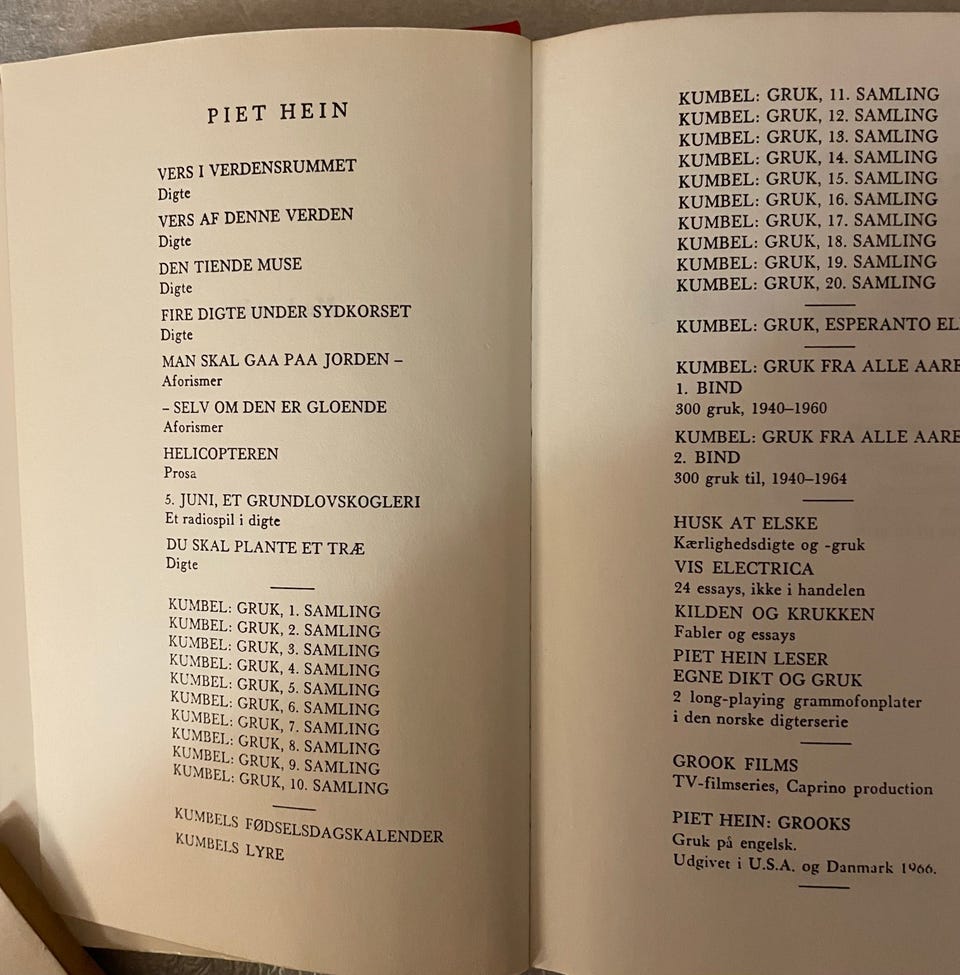 PIET HEIN
VERS I VERDENSRUMMET
Digte
VERS AF DENNE VERDEN
Digte
DEN TIENDE MUSE
Digte
FIRE DIGTE UNDER SYDKORSET
Digte
MAN SKAL GAA PAA JORDEN –
Aforismer
– SELV OM DEN ER GLOENDE
Aforismer
HELICOPTEREN
Prosa
5. JUNI, ET GRUNDLOVSKOGLERI
Et radiospil i digte
DU SKAL PLANTE ET TRÆ
Digte
KUMBEL: GRUK, 1. SAMLING
KUMBEL: GRUK, 2. SAMLING
KUMBEL: GRUK, 3. SAMLING
KUMBEL: GRUK, 4. SAMLING
KUMBEL: GRUK, 5. SAMLING
KUMBEL: GRUK, 6. SAMLING
KUMBEL: GRUK, 7. SAMLING
KUMBEL: GRUK, 8. SAMLING
KUMBEL: GRUK, 9. SAMLING
KUMBEL: GRUK, 10. SAMLING
KUMBELS FØDSELSDAGSKALENDER
KUMBELS LYRE
KUMBEL: GRUK, 11. SAMLING
KUMBEL: GRUK, 12. SAMLING
KUMBEL: GRUK, 13. SAMLING
KUMBEL: GRUK, 14. SAMLING
KUMBEL: GRUK, 15. SAMLING
KUMBEL: GRUK, 16. SAMLING
KUMBEL: GRUK, 17. SAMLING
KUMBEL: GRUK, 18. SAMLING
KUMBEL: GRUK, 19. SAMLING
KUMBEL: GRUK, 20. SAMLING
KUMBEL: GRUK, ESPERANTO
KUMBEL: GRUK FRA ALLE AARE
1. BIND
300 gruk, 1940–1960
KUMBEL: GRUK FRA ALLE AARE
2. BIND
300 gruk til, 1940–1964
HUSK AT ELSKE
Kærlighedsdigte og -gruk
VIS ELECTRICA
24 essays, ikke i handelen
KILDEN OG KRUKKEN
Fabler og essays
PIET HEIN LESER
EGNE DIKT OG GRUK
2 long-playing grammofonplater
i den norske digterserie
GROOK FILMS
TV-filmseries, Caprino production
PIET HEIN: GROOKS
Gruk på engelsk.
Udgivet i U.S.A. og Danmark 1966.